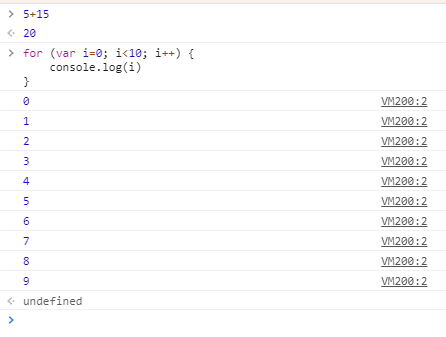 5+15
20
for (var i=0; i<10; i++) {
    console.log(i)
}
0 VM200:2
1 VM200:2
2 VM200:2
3 VM200:2
4 VM200:2
5 VM200:2
6 VM200:2
7 VM200:2
8 VM200:2
9 VM200:2
undefined